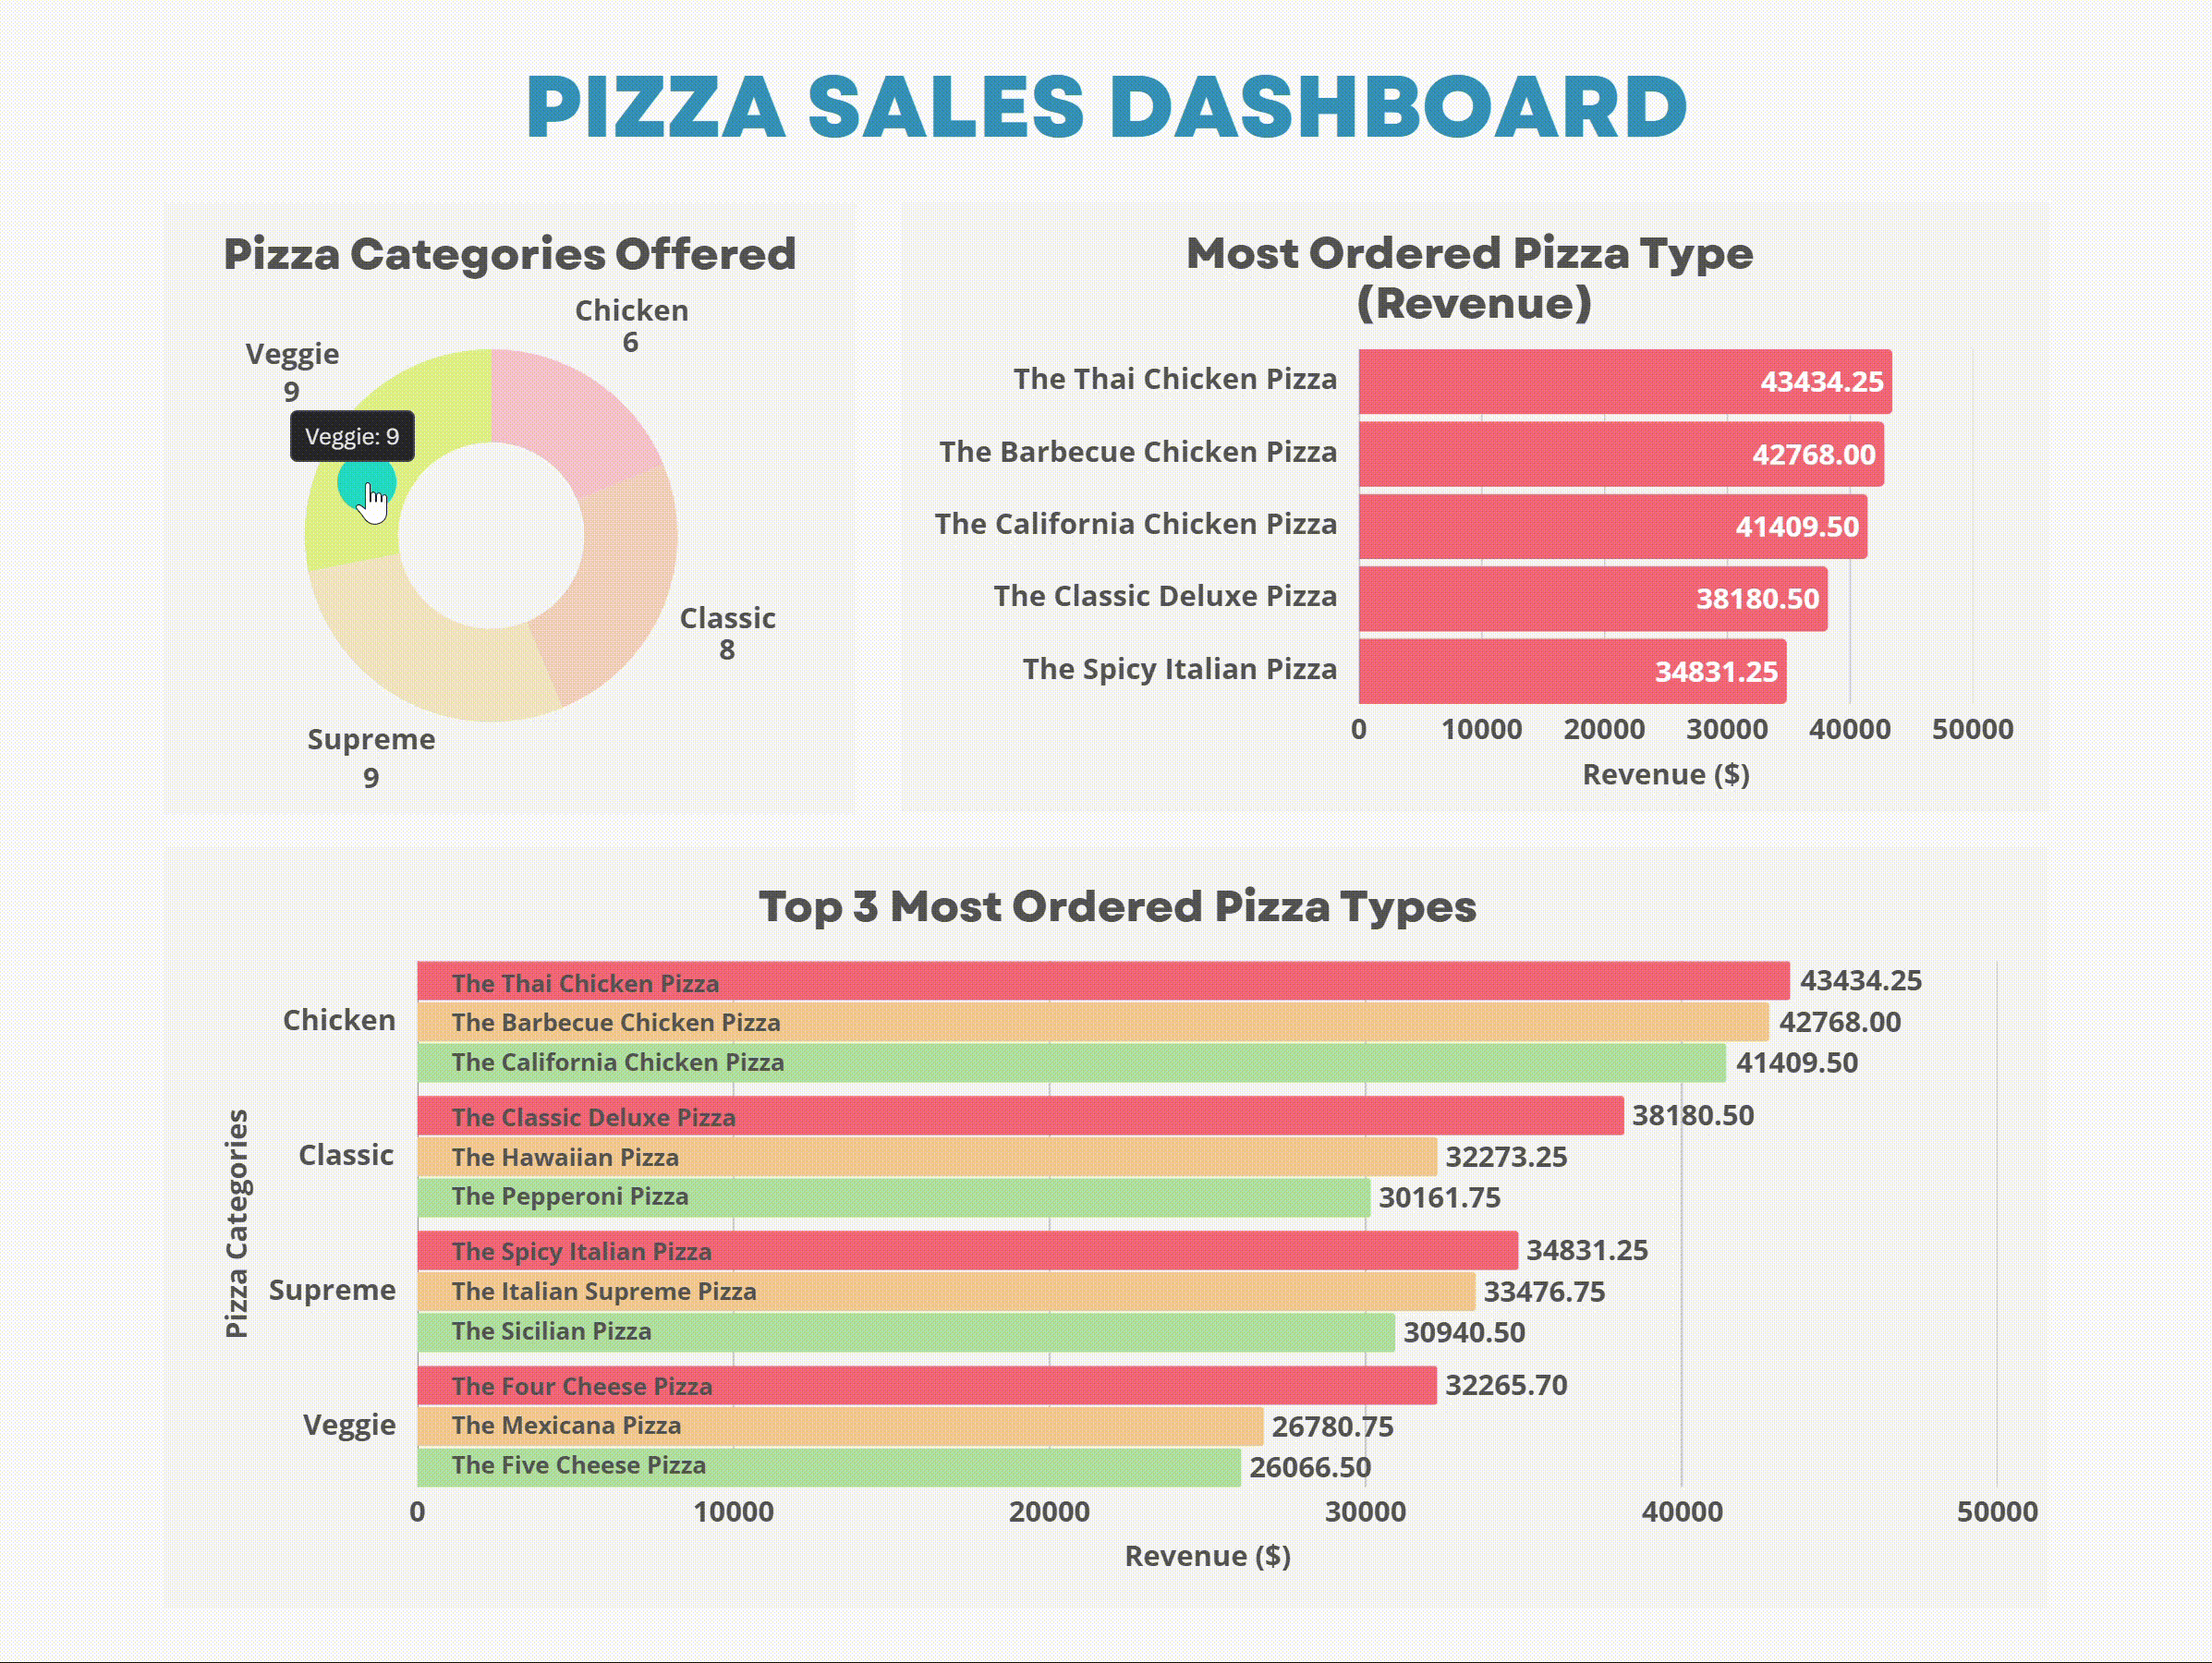 PIZZA SALES DASHBOARD
Pizza Categories Offered
Chicken
6
Veggie
9
Veggie: 9
Classic
8
Supreme
9
Most Ordered Pizza Type
(Revenue)
The Thai Chicken Pizza 43434.25
The Barbecue Chicken Pizza 42768.00
The California Chicken Pizza 41409.50
The Classic Deluxe Pizza 38180.50
The Spicy Italian Pizza 34831.25
0 10000 20000 30000 40000 50000
Revenue ($)
Top 3 Most Ordered Pizza Types
Pizza Categories
Chicken
The Thai Chicken Pizza 43434.25
The Barbecue Chicken Pizza 42768.00
The California Chicken Pizza 41409.50
Classic
The Classic Deluxe Pizza 38180.50
The Hawaiian Pizza 32273.25
The Pepperoni Pizza 30161.75
Supreme
The Spicy Italian Pizza 34831.25
The Italian Supreme Pizza 33476.75
The Sicilian Pizza 30940.50
Veggie
The Four Cheese Pizza 32265.70
The Mexicana Pizza 26780.75
The Five Cheese Pizza 26066.50
0 10000 20000 30000 40000 50000
Revenue ($)